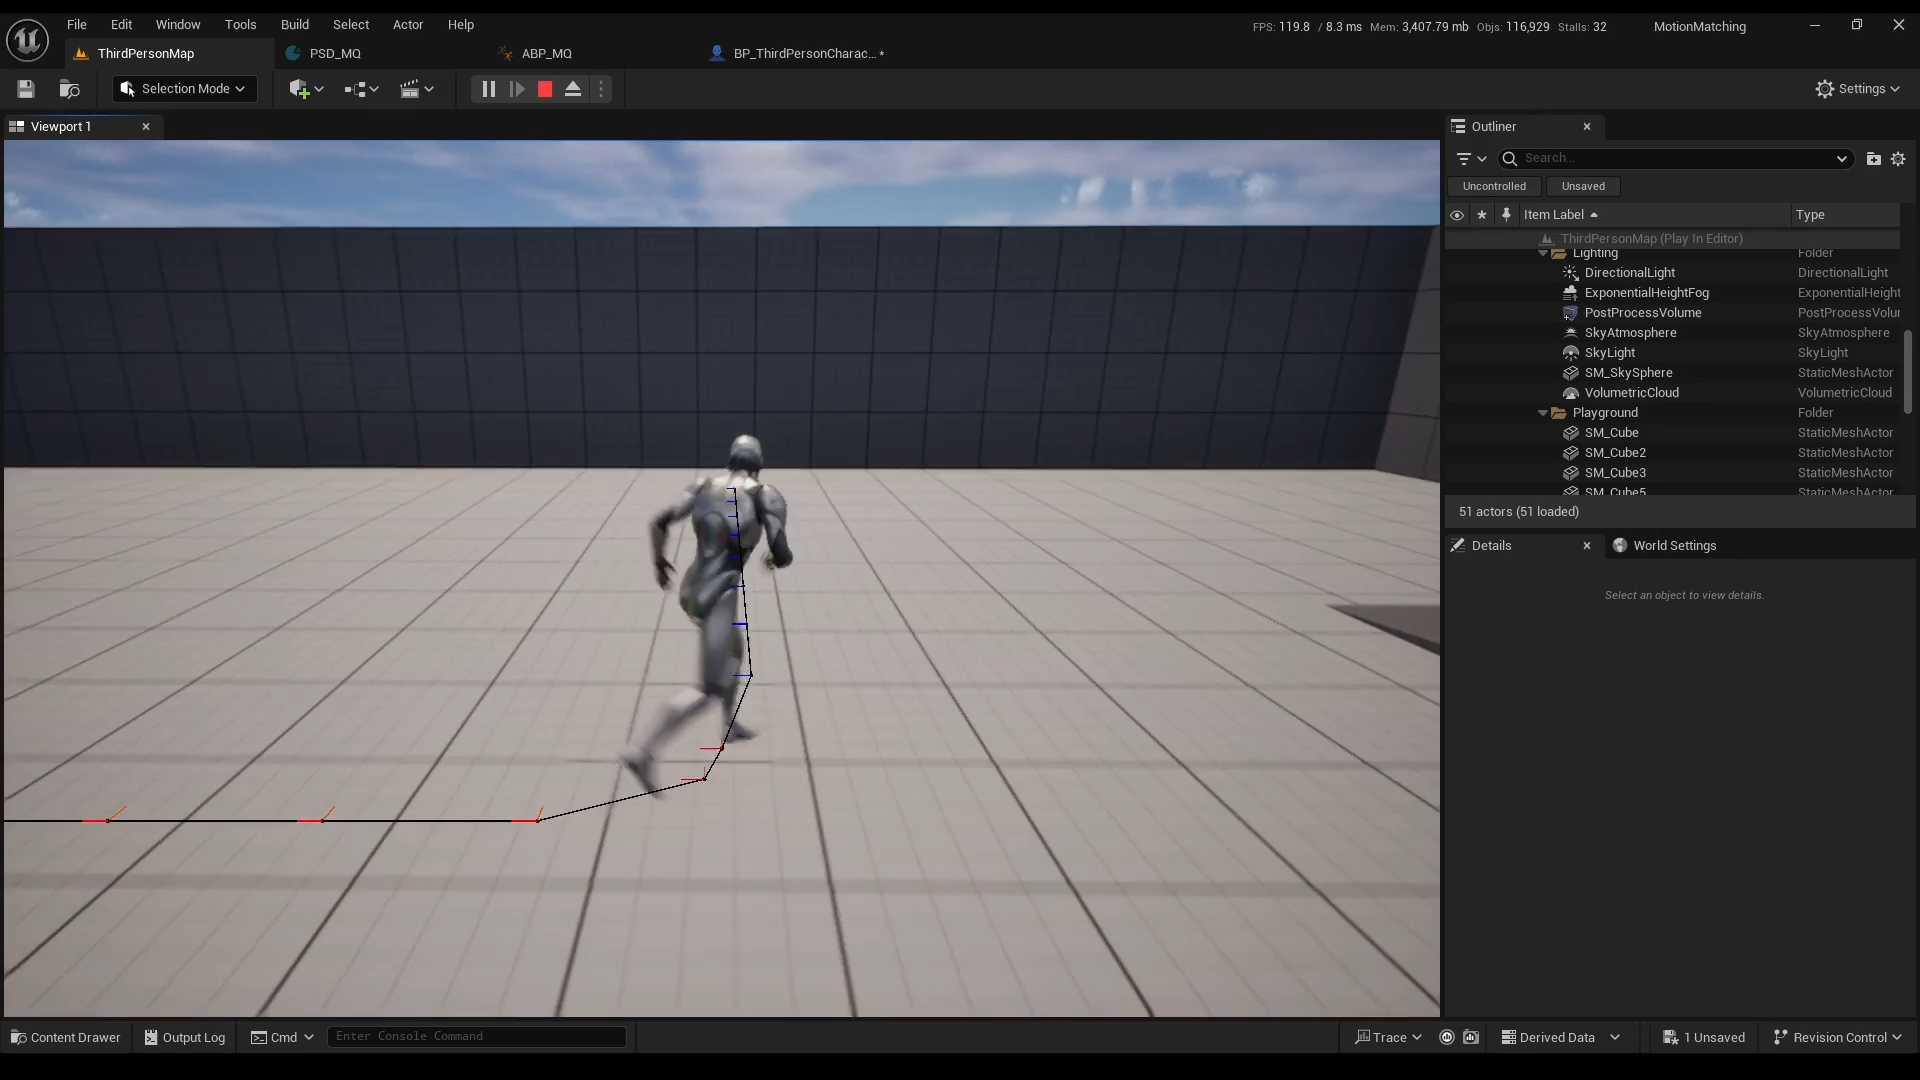 File Edit Window Tools Build Select Actor Help
FPS: 119.8 / 8.3 ms Mem: 3,407.79 mb Objs: 116,929 Stalls: 32
MotionMatching
ThirdPersonMap
PSD_MQ
ABP_MQ
BP_ThirdPersonCharac... *
Selection Mode
Settings
Viewport 1
Outliner
Search...
Uncontrolled
Unsaved
Item Label
Type
ThirdPersonMap (Play In Editor)
Lighting Folder
DirectionalLight DirectionalLight
ExponentialHeightFog ExponentialHeight
PostProcessVolume PostProcessVolur
SkyAtmosphere SkyAtmosphere
SkyLight SkyLight
SM_SkySphere StaticMeshActor
VolumetricCloud VolumetricCloud
Playground Folder
SM_Cube StaticMeshActor
SM_Cube2 StaticMeshActor
SM_Cube3 StaticMeshActor
SM_Cube5 StaticMeshActor
51 actors (51 loaded)
Details
World Settings
Select an object to view details.
Content Drawer
Output Log
Cmd
Enter Console Command
Trace
Derived Data
1 Unsaved
Revision Control